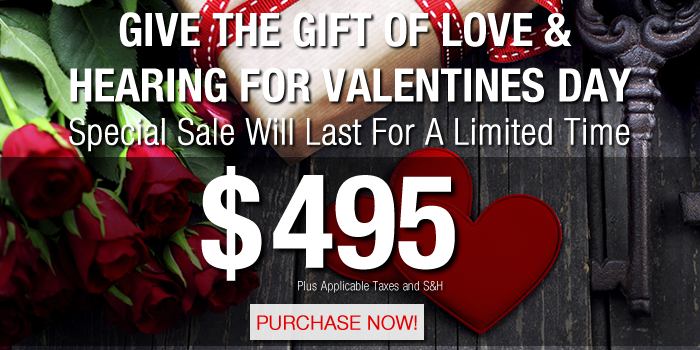 GIVE THE GIFT OF LOVE &
HEARING FOR VALENTINES DAY
Special Sale Will Last For A Limited Time
$495
Plus Applicable Taxes and S&H
PURCHASE NOW!